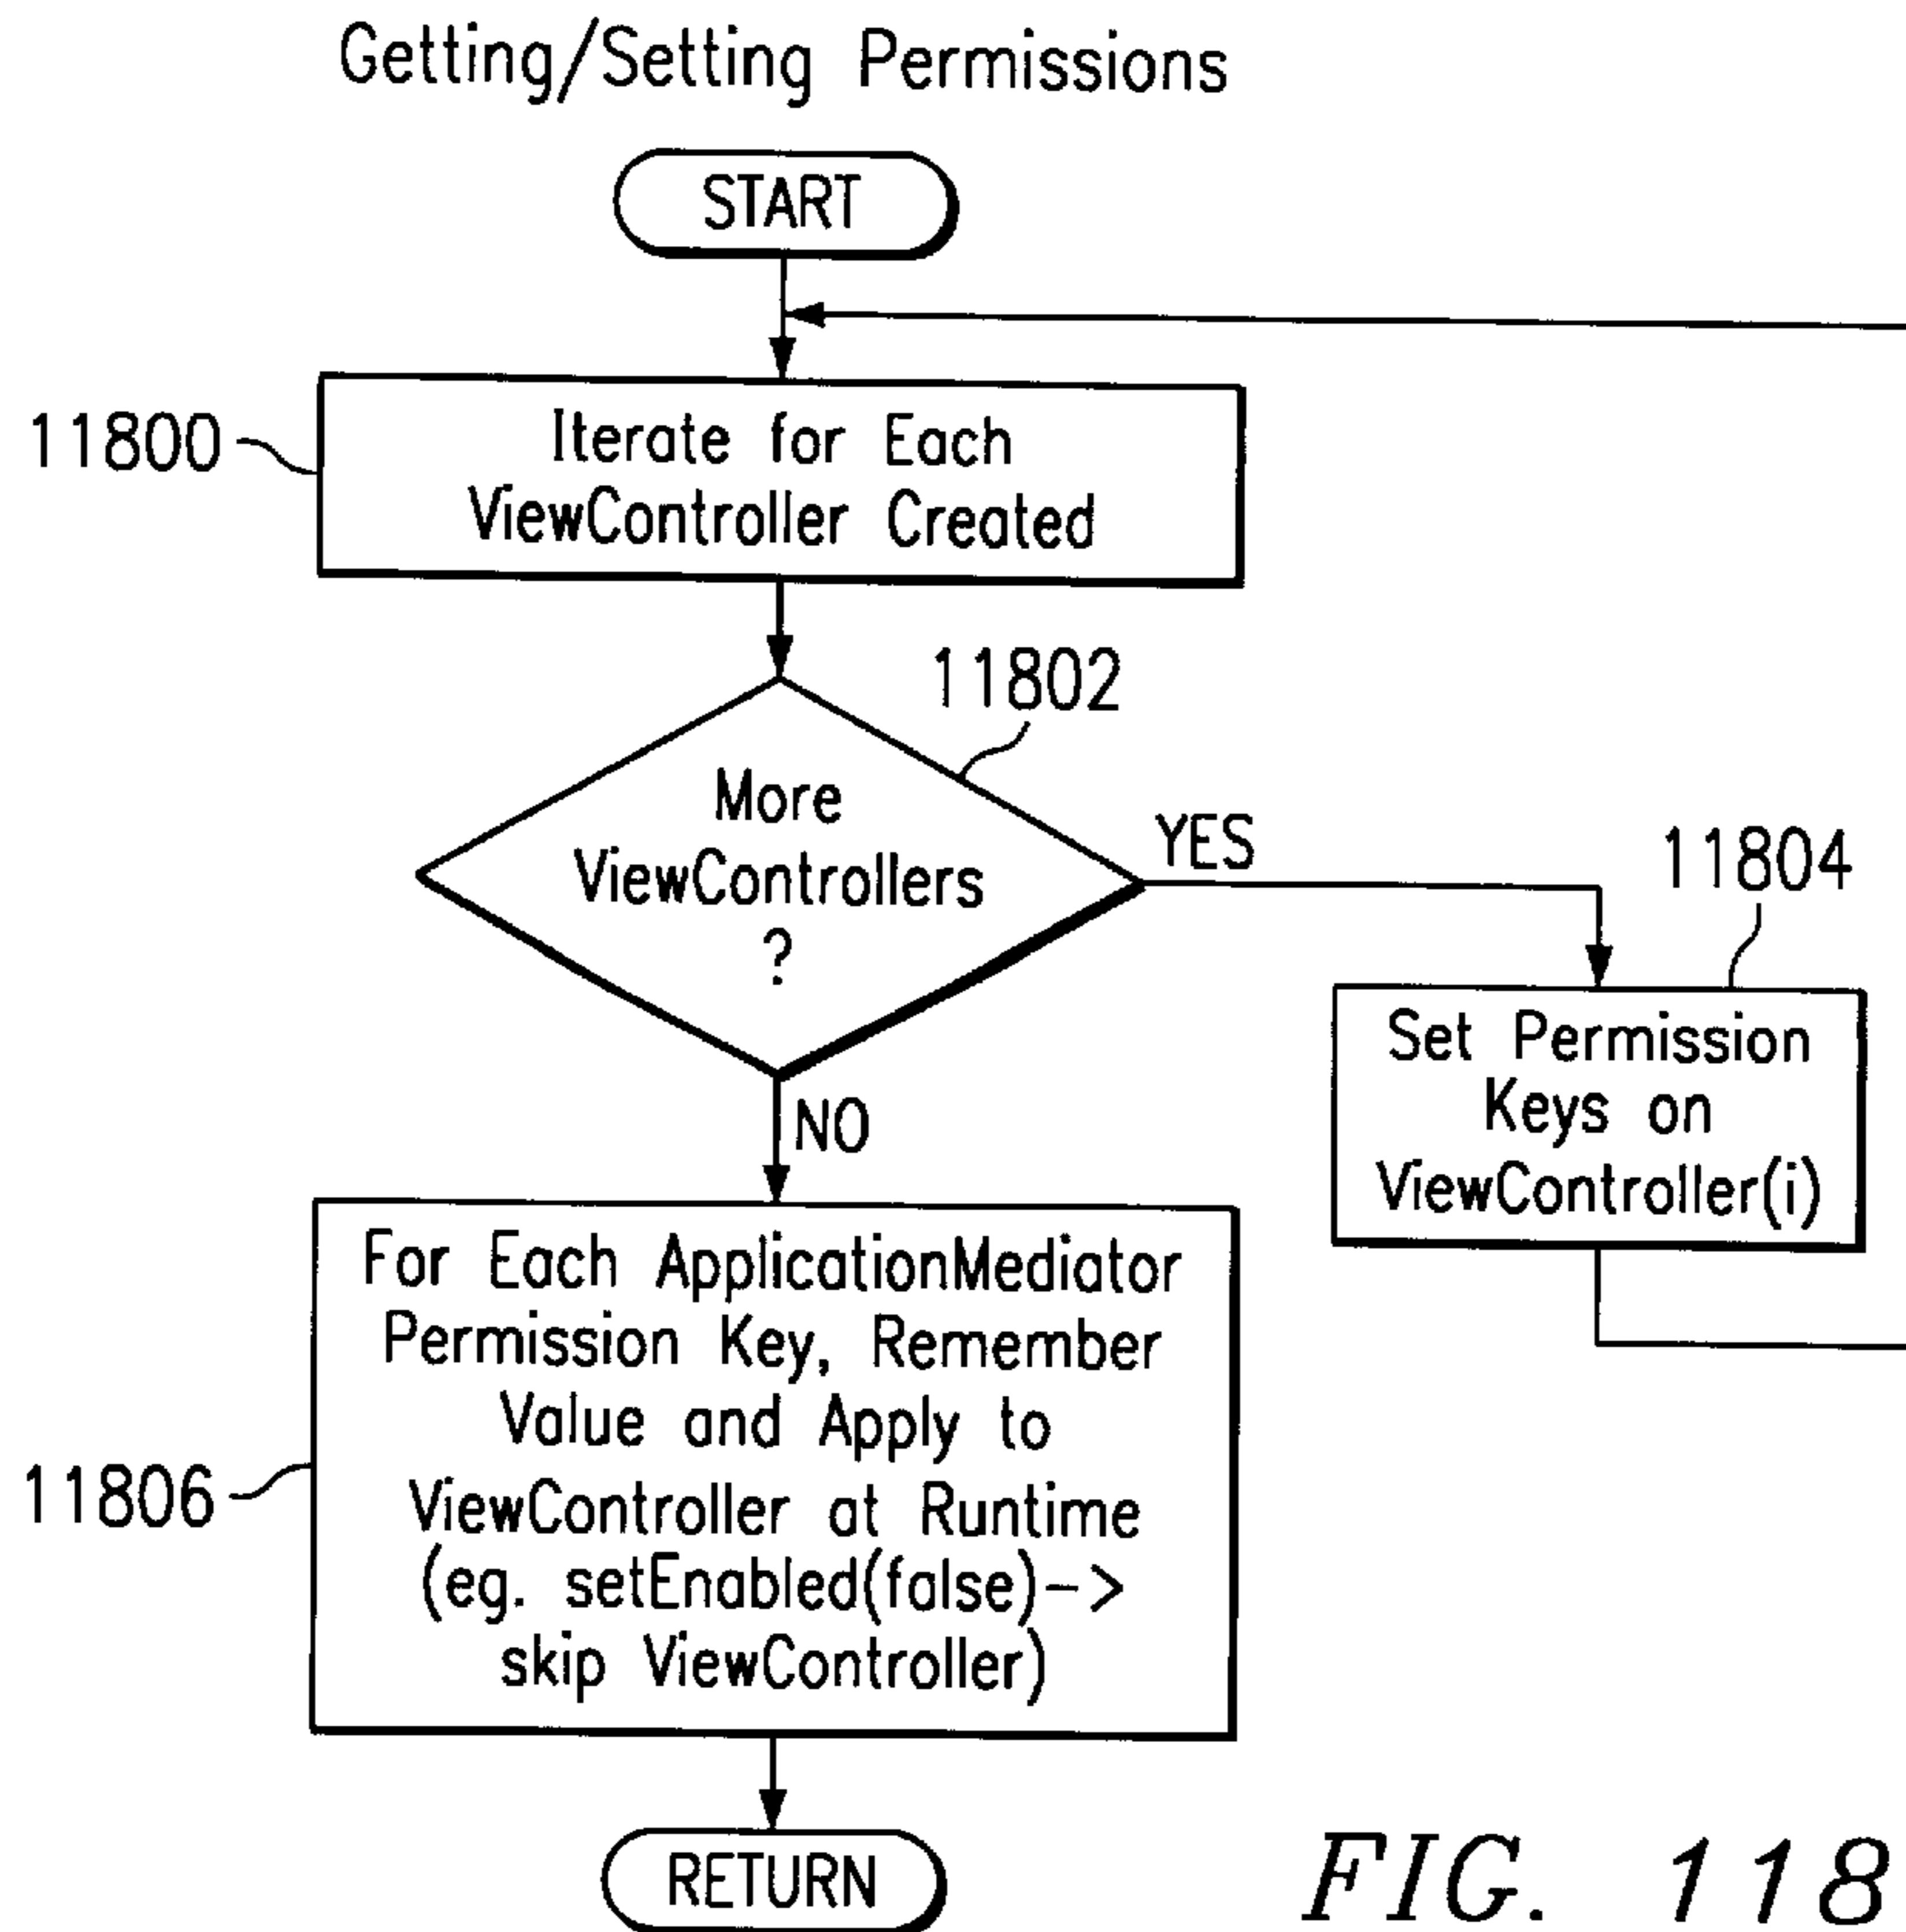 Getting/Setting Permissions
START
11800
Iterate for Each
ViewController Created
11802
More
ViewControllers
?
YES
11804
Set Permission
Keys on
ViewController(i)
NO
For Each ApplicationMediator
Permission Key, Remember
Value and Apply to
ViewController at Runtime
(eg. setEnabled(false)->
skip ViewController)
11806
RETURN
FIG. 118